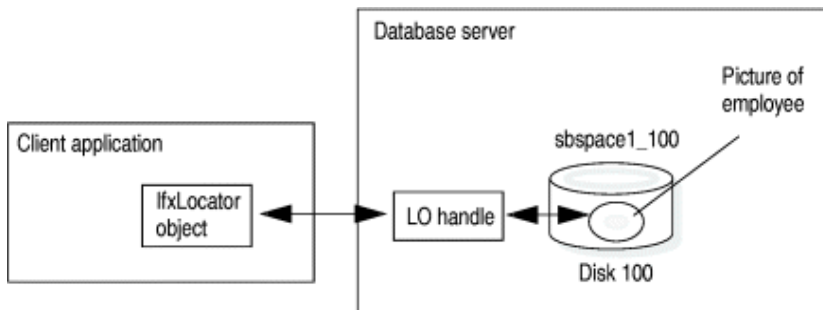 Database server
Picture of
employee
Client application
sbspace1_100
IfxLocator
object
LO handle
Disk 100